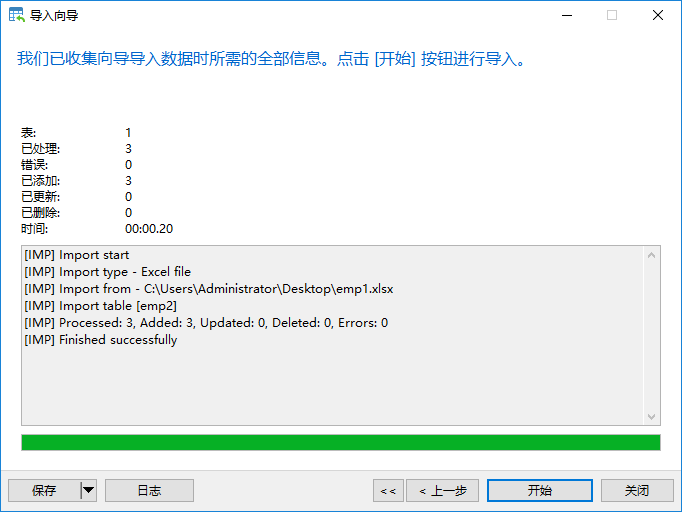 导入向导
我们已收集向导导入数据时所需的全部信息。点击 [开始] 按钮进行导入。
表: 1
已处理: 3
错误: 0
已添加: 3
已更新: 0
已删除: 0
时间: 00:00.20
[IMP] Import start
[IMP] Import type - Excel file
[IMP] Import from - C:\Users\Administrator\Desktop\emp1.xlsx
[IMP] Import table [emp2]
[IMP] Processed: 3, Added: 3, Updated: 0, Deleted: 0, Errors: 0
[IMP] Finished successfully
保存 日志 << < 上一步 开始 关闭